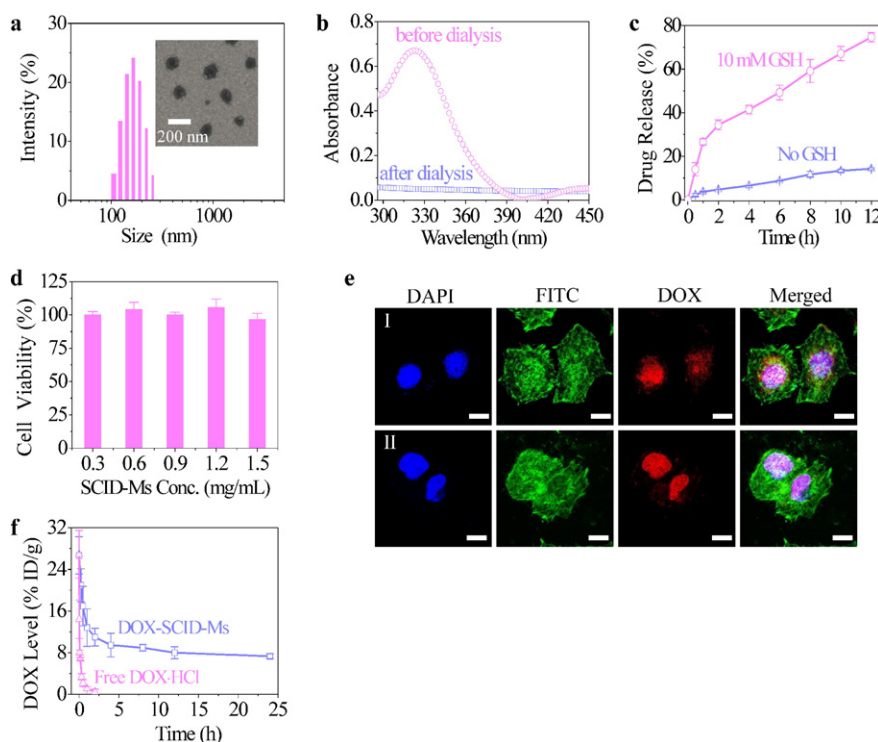 a
Intensity (%)
30
20
10
0
200 nm
100 1000
Size (nm)
b
Absorbance
0.8
0.6
0.4
0.2
0.0
before dialysis
after dialysis
300 330 360 390 420 450
Wavelength (nm)
c
Drug Release (%)
80
60
40
20
0
10 mM GSH
No GSH
0 2 4 6 8 10 12
Time (h)
d
Cell Viability (%)
125
100
75
50
25
0
0.3 0.6 0.9 1.2 1.5
SCID-Ms Conc. (mg/mL)
e
DAPI FITC DOX Merged
I
II
f
DOX Level (% ID/g)
32
24
16
8
0
DOX-SCID-Ms
Free DOX·HCl
0 5 10 15 20 25
Time (h)